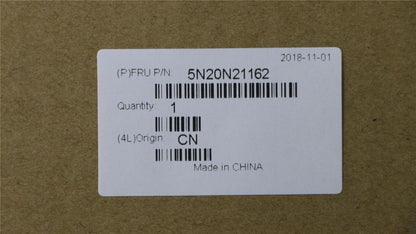 2018-11-01
(P)FRU P/N: 5N20N21162
Quantity: 1
(4L)Origin: CN
Made in CHINA